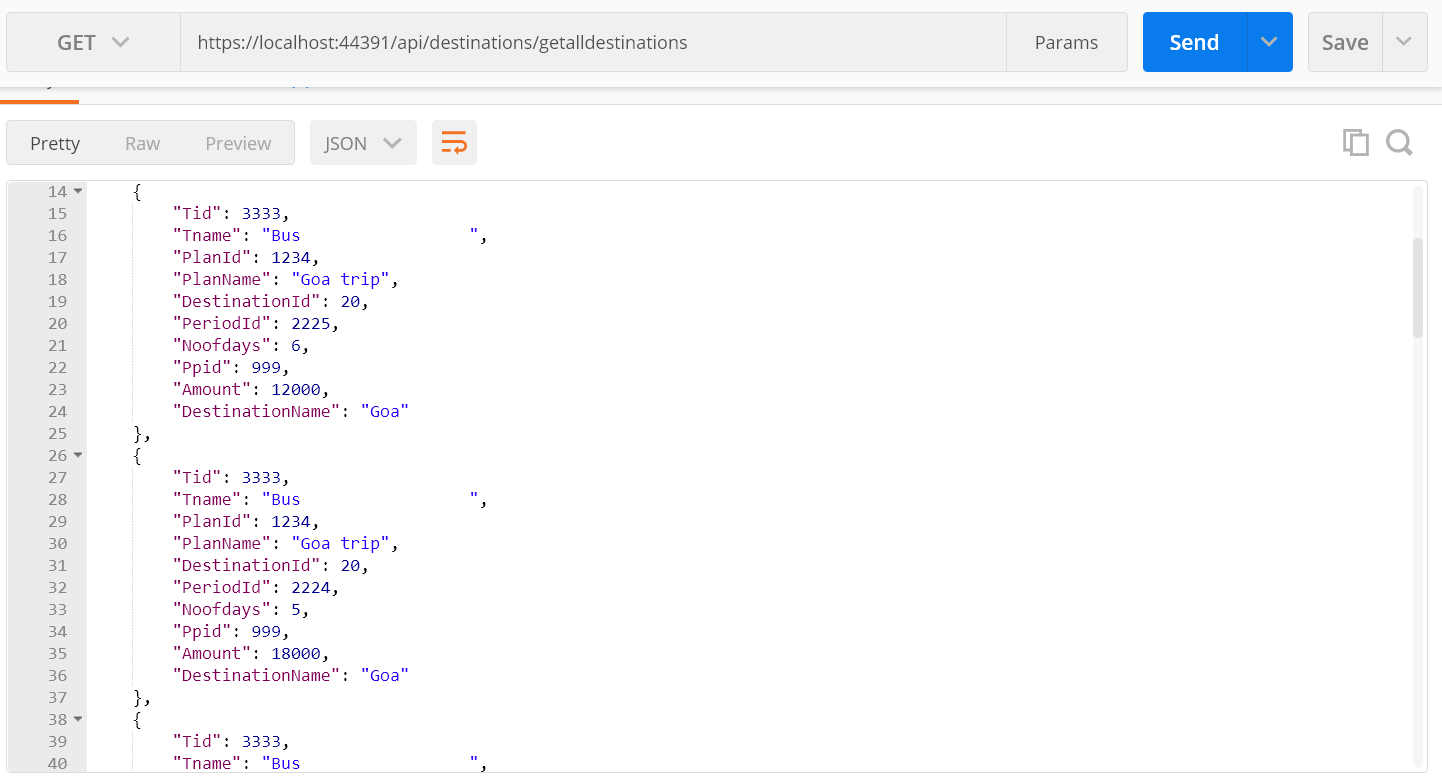 GET https://localhost:44391/api/destinations/getalldestinations Params Send Save
Pretty Raw Preview JSON
14 {
15 "Tid": 3333,
16 "Tname": "Bus                 ",
17 "PlanId": 1234,
18 "PlanName": "Goa trip",
19 "DestinationId": 20,
20 "PeriodId": 2225,
21 "Noofdays": 6,
22 "Ppid": 999,
23 "Amount": 12000,
24 "DestinationName": "Goa"
25 },
26 {
27 "Tid": 3333,
28 "Tname": "Bus                 ",
29 "PlanId": 1234,
30 "PlanName": "Goa trip",
31 "DestinationId": 20,
32 "PeriodId": 2224,
33 "Noofdays": 5,
34 "Ppid": 999,
35 "Amount": 18000,
36 "DestinationName": "Goa"
37 },
38 {
39 "Tid": 3333,
40 "Tname": "Bus                 ",